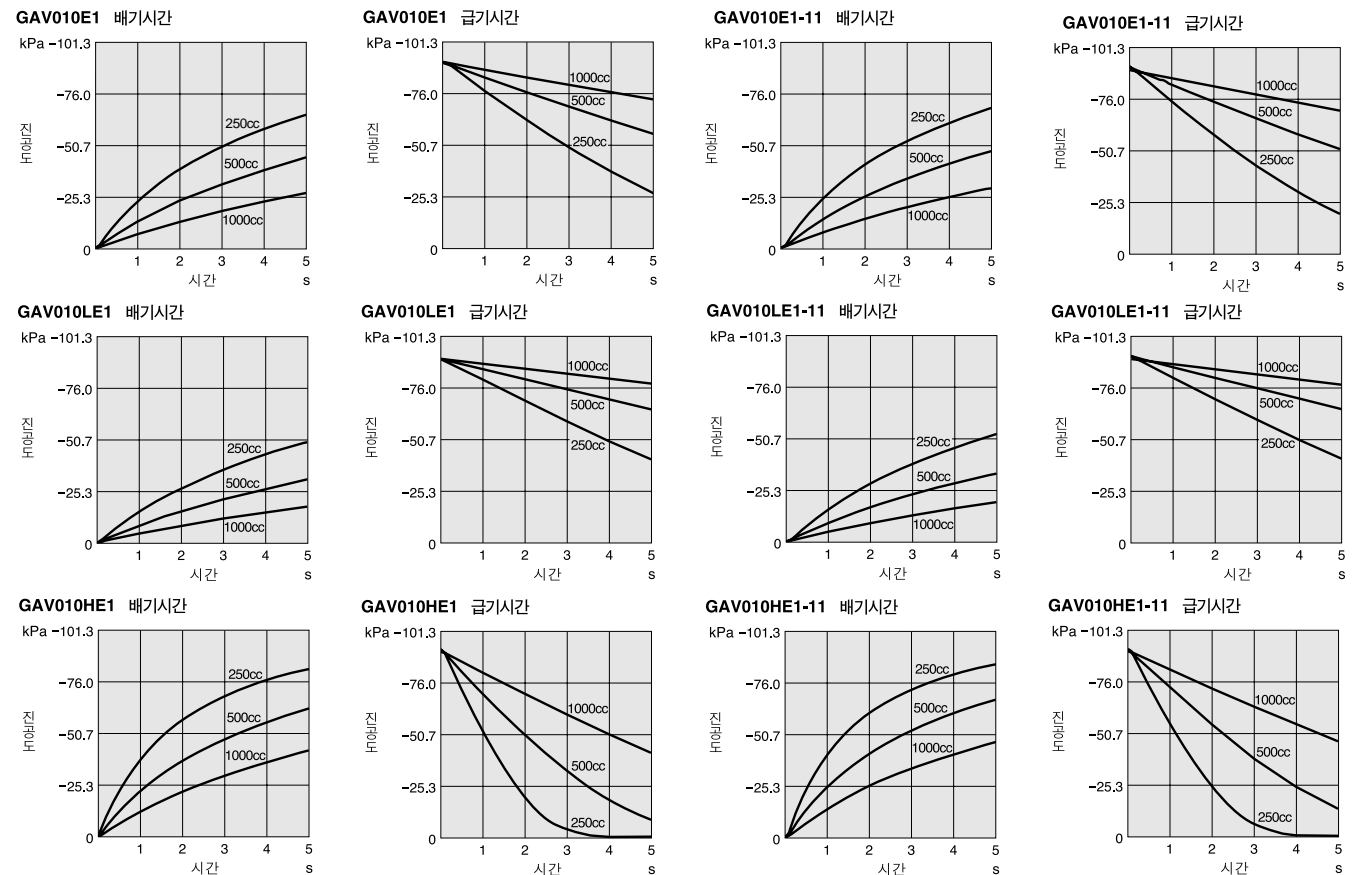 GAV010E1 배기시간
kPa −101.3
−76.0
−50.7
−25.3
0
진공도
250cc
500cc
1000cc
1 2 3 4 5
시간 s
GAV010E1 급기시간
kPa −101.3
−76.0
−50.7
−25.3
0
진공도
1000cc
500cc
250cc
1 2 3 4 5
시간 s
GAV010E1-11 배기시간
kPa −101.3
−76.0
−50.7
−25.3
0
진공도
250cc
500cc
1000cc
1 2 3 4 5
시간 s
GAV010E1-11 급기시간
kPa −101.3
−76.0
−50.7
−25.3
0
진공도
1000cc
500cc
250cc
1 2 3 4 5
시간 s
GAV010LE1 배기시간
kPa −101.3
−76.0
−50.7
−25.3
0
진공도
250cc
500cc
1000cc
1 2 3 4 5
시간 s
GAV010LE1 급기시간
kPa −101.3
−76.0
−50.7
−25.3
0
진공도
1000cc
500cc
250cc
1 2 3 4 5
시간 s
GAV010LE1-11 배기시간
kPa −101.3
−76.0
−50.7
−25.3
0
진공도
250cc
500cc
1000cc
1 2 3 4 5
시간 s
GAV010LE1-11 급기시간
kPa −101.3
−76.0
−50.7
−25.3
0
진공도
1000cc
500cc
250cc
1 2 3 4 5
시간 s
GAV010HE1 배기시간
kPa −101.3
−76.0
−50.7
−25.3
0
진공도
250cc
500cc
1000cc
1 2 3 4 5
시간 s
GAV010HE1 급기시간
kPa −101.3
−76.0
−50.7
−25.3
0
진공도
1000cc
500cc
250cc
1 2 3 4 5
시간 s
GAV010HE1-11 배기시간
kPa −101.3
−76.0
−50.7
−25.3
0
진공도
250cc
500cc
1000cc
1 2 3 4 5
시간 s
GAV010HE1-11 급기시간
kPa −101.3
−76.0
−50.7
−25.3
0
진공도
1000cc
500cc
250cc
1 2 3 4 5
시간 s